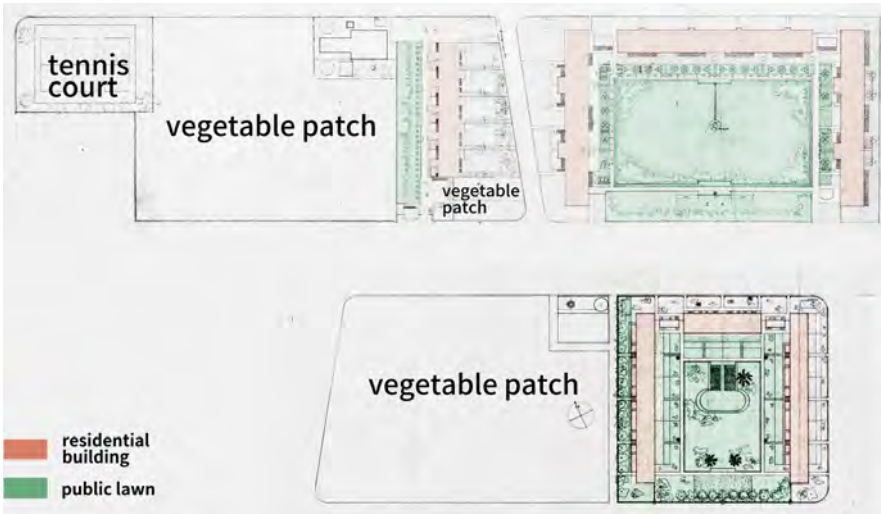 tennis
court
vegetable patch
vegetable
patch
vegetable patch
residential
building
public lawn